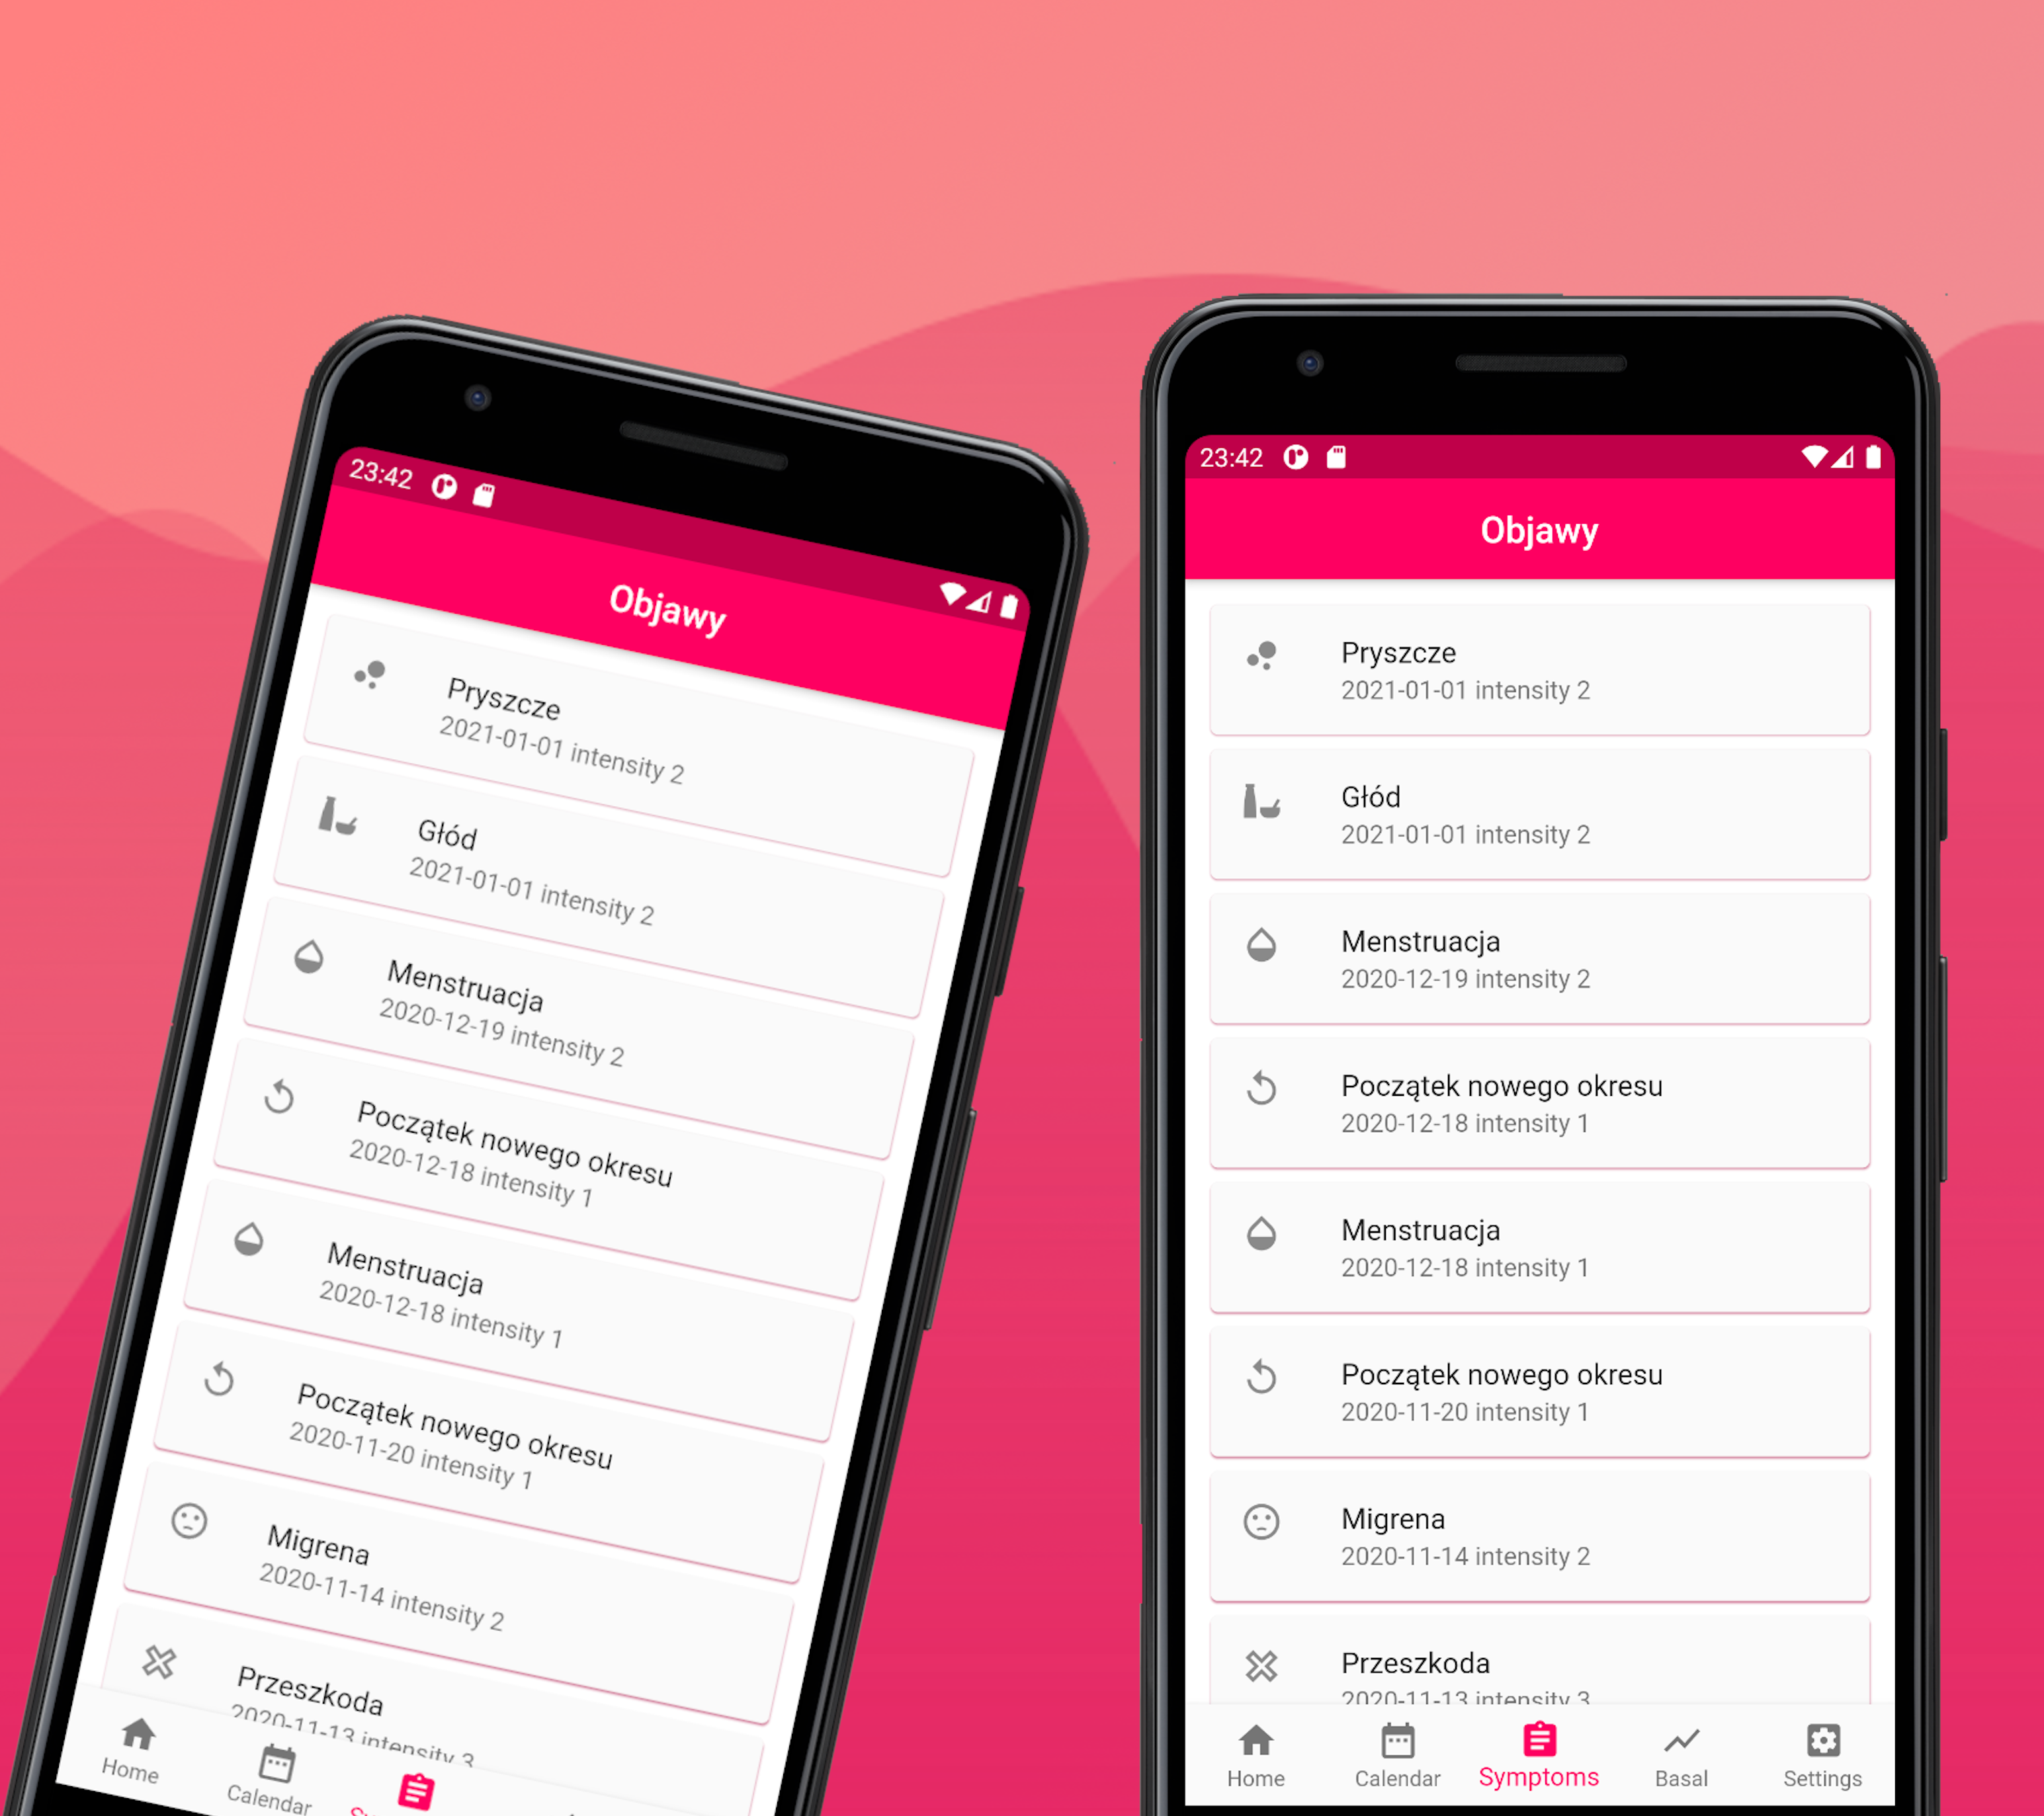 23:42
Objawy
Pryszcze
2021-01-01 intensity 2
Głód
2021-01-01 intensity 2
Menstruacja
2020-12-19 intensity 2
Początek nowego okresu
2020-12-18 intensity 1
Menstruacja
2020-12-18 intensity 1
Początek nowego okresu
2020-11-20 intensity 1
Migrena
2020-11-14 intensity 2
Przeszkoda
2020-11-13 intensity 3
Home
Calendar
23:42
Objawy
Pryszcze
2021-01-01 intensity 2
Głód
2021-01-01 intensity 2
Menstruacja
2020-12-19 intensity 2
Początek nowego okresu
2020-12-18 intensity 1
Menstruacja
2020-12-18 intensity 1
Początek nowego okresu
2020-11-20 intensity 1
Migrena
2020-11-14 intensity 2
Przeszkoda
2020-11-13 intensity 3
Home Calendar Symptoms Basal Settings